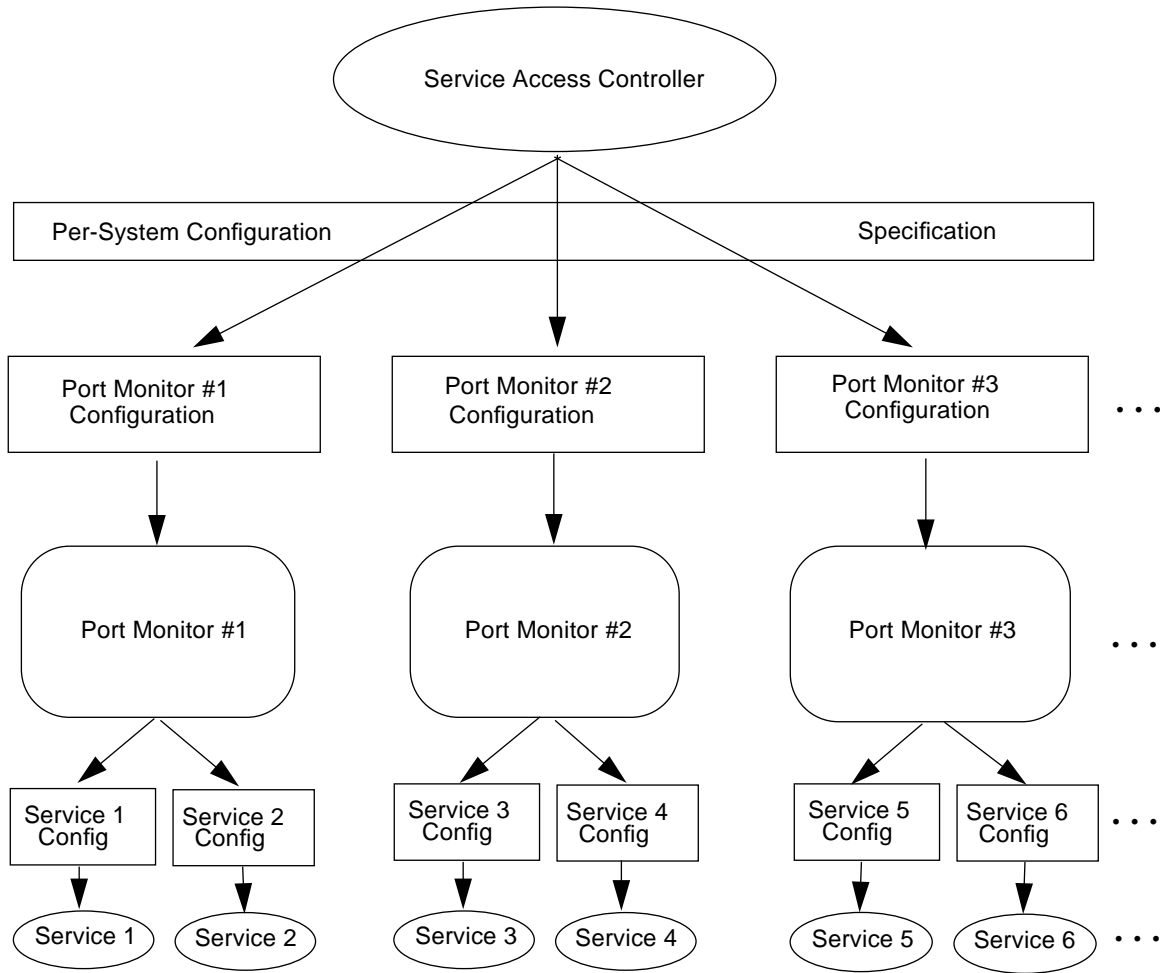 Service Access Controller
Per-System Configuration
Specification
Port Monitor #1
Configuration
Port Monitor #2
Configuration
Port Monitor #3
Configuration
. . .
Port Monitor #1
Port Monitor #2
Port Monitor #3
. . .
Service 1
Config
Service 2
Config
Service 3
Config
Service 4
Config
Service 5
Config
Service 6
Config
. . .
Service 1
Service 2
Service 3
Service 4
Service 5
Service 6
. . .